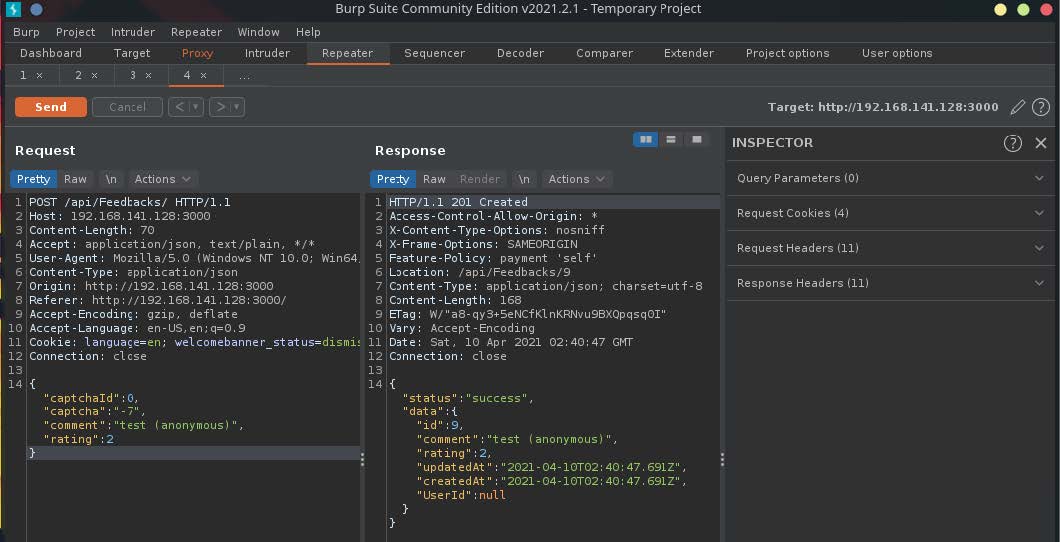 Burp Suite Community Edition v2021.2.1 - Temporary Project
Burp Project Intruder Repeater Window Help
Dashboard Target Proxy Intruder Repeater Sequencer Decoder Comparer Extender Project options User options
1 × 2 × 3 × 4 × ...
Send Cancel < > Target: http://192.168.141.128:3000
Request
Pretty Raw \n Actions
1 POST /api/Feedbacks/ HTTP/1.1
2 Host: 192.168.141.128:3000
3 Content-Length: 70
4 Accept: application/json, text/plain, */*
5 User-Agent: Mozilla/5.0 (Windows NT 10.0; Win64
6 Content-Type: application/json
7 Origin: http://192.168.141.128:3000
8 Referer: http://192.168.141.128:3000/
9 Accept-Encoding: gzip, deflate
10 Accept-Language: en-US,en;q=0.9
11 Cookie: language=en; welcomebanner_status=dismis
12 Connection: close
13
14 {
"captchaId":0,
"captcha":"-7",
"comment":"test (anonymous)",
"rating":2
}
Response
Pretty Raw Render \n Actions
1 HTTP/1.1 201 Created
2 Access-Control-Allow-Origin: *
3 X-Content-Type-Options: nosniff
4 X-Frame-Options: SAMEORIGIN
5 Feature-Policy: payment 'self'
6 Location: /api/Feedbacks/9
7 Content-Type: application/json; charset=utf-8
8 Content-Length: 168
9 ETag: W/"a8-qy3+5eNCfKlnKRNvu9BXQpqsq0I"
10 Vary: Accept-Encoding
11 Date: Sat, 10 Apr 2021 02:40:47 GMT
12 Connection: close
13
14 {
"status":"success",
"data":{
"id":9,
"comment":"test (anonymous)",
"rating":2,
"updatedAt":"2021-04-10T02:40:47.691Z",
"createdAt":"2021-04-10T02:40:47.691Z",
"UserId":null
}
}
INSPECTOR
Query Parameters (0)
Request Cookies (4)
Request Headers (11)
Response Headers (11)